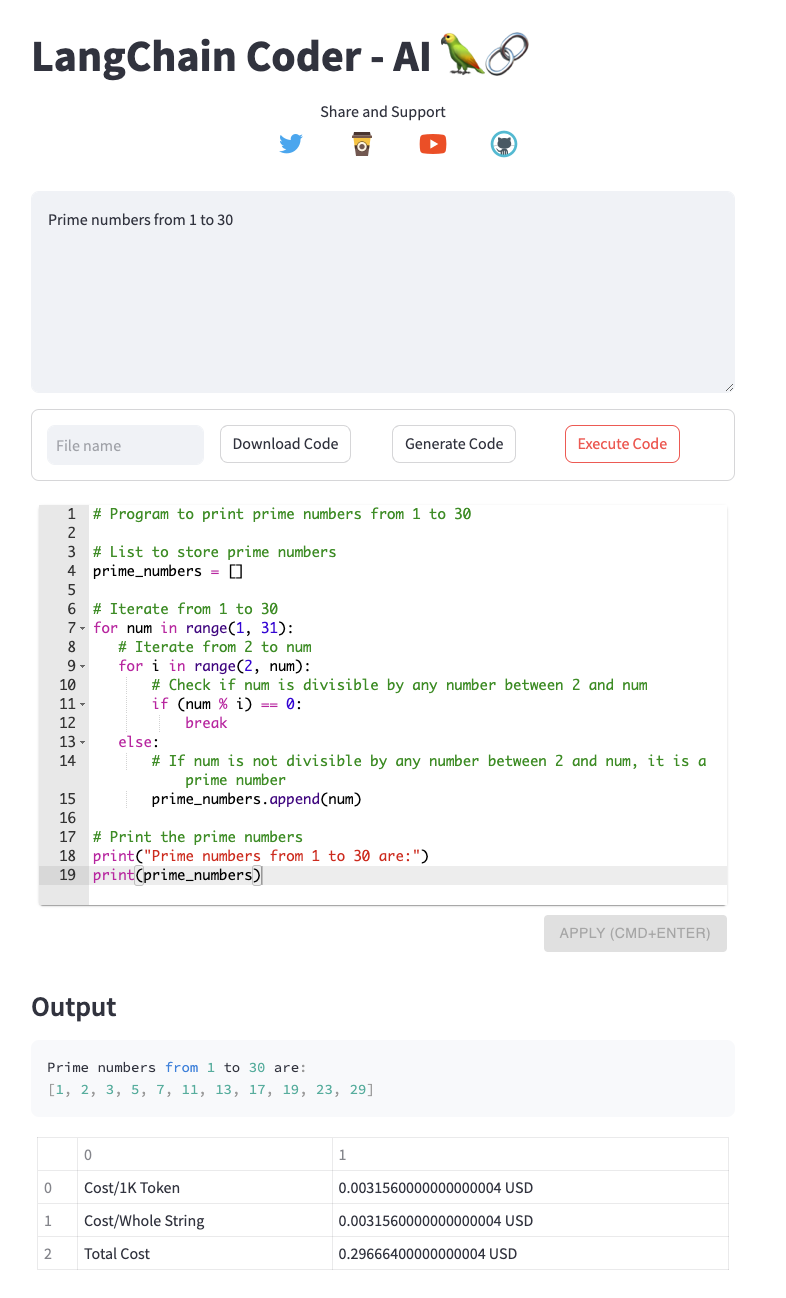 LangChain Coder - AI 🦜🔗
Share and Support
Prime numbers from 1 to 30
File name
Download Code
Generate Code
Execute Code
1 # Program to print prime numbers from 1 to 30
2
3 # List to store prime numbers
4 prime_numbers = []
5
6 # Iterate from 1 to 30
7 for num in range(1, 31):
8    # Iterate from 2 to num
9    for i in range(2, num):
10        # Check if num is divisible by any number between 2 and num
11        if (num % i) == 0:
12            break
13    else:
14        # If num is not divisible by any number between 2 and num, it is a
            prime number
15        prime_numbers.append(num)
16
17 # Print the prime numbers
18 print("Prime numbers from 1 to 30 are:")
19 print(prime_numbers)
APPLY (CMD+ENTER)
Output
Prime numbers from 1 to 30 are:
[1, 2, 3, 5, 7, 11, 13, 17, 19, 23, 29]
0 1
0 Cost/1K Token 0.0031560000000000004 USD
1 Cost/Whole String 0.0031560000000000004 USD
2 Total Cost 0.29666400000000004 USD